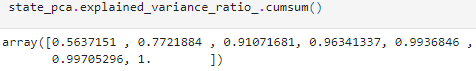 state_pca.explained_variance_ratio_.cumsum()
array([0.5637151 , 0.7721884 , 0.91071681, 0.96341337, 0.9936846 ,
0.99705296, 1. ])